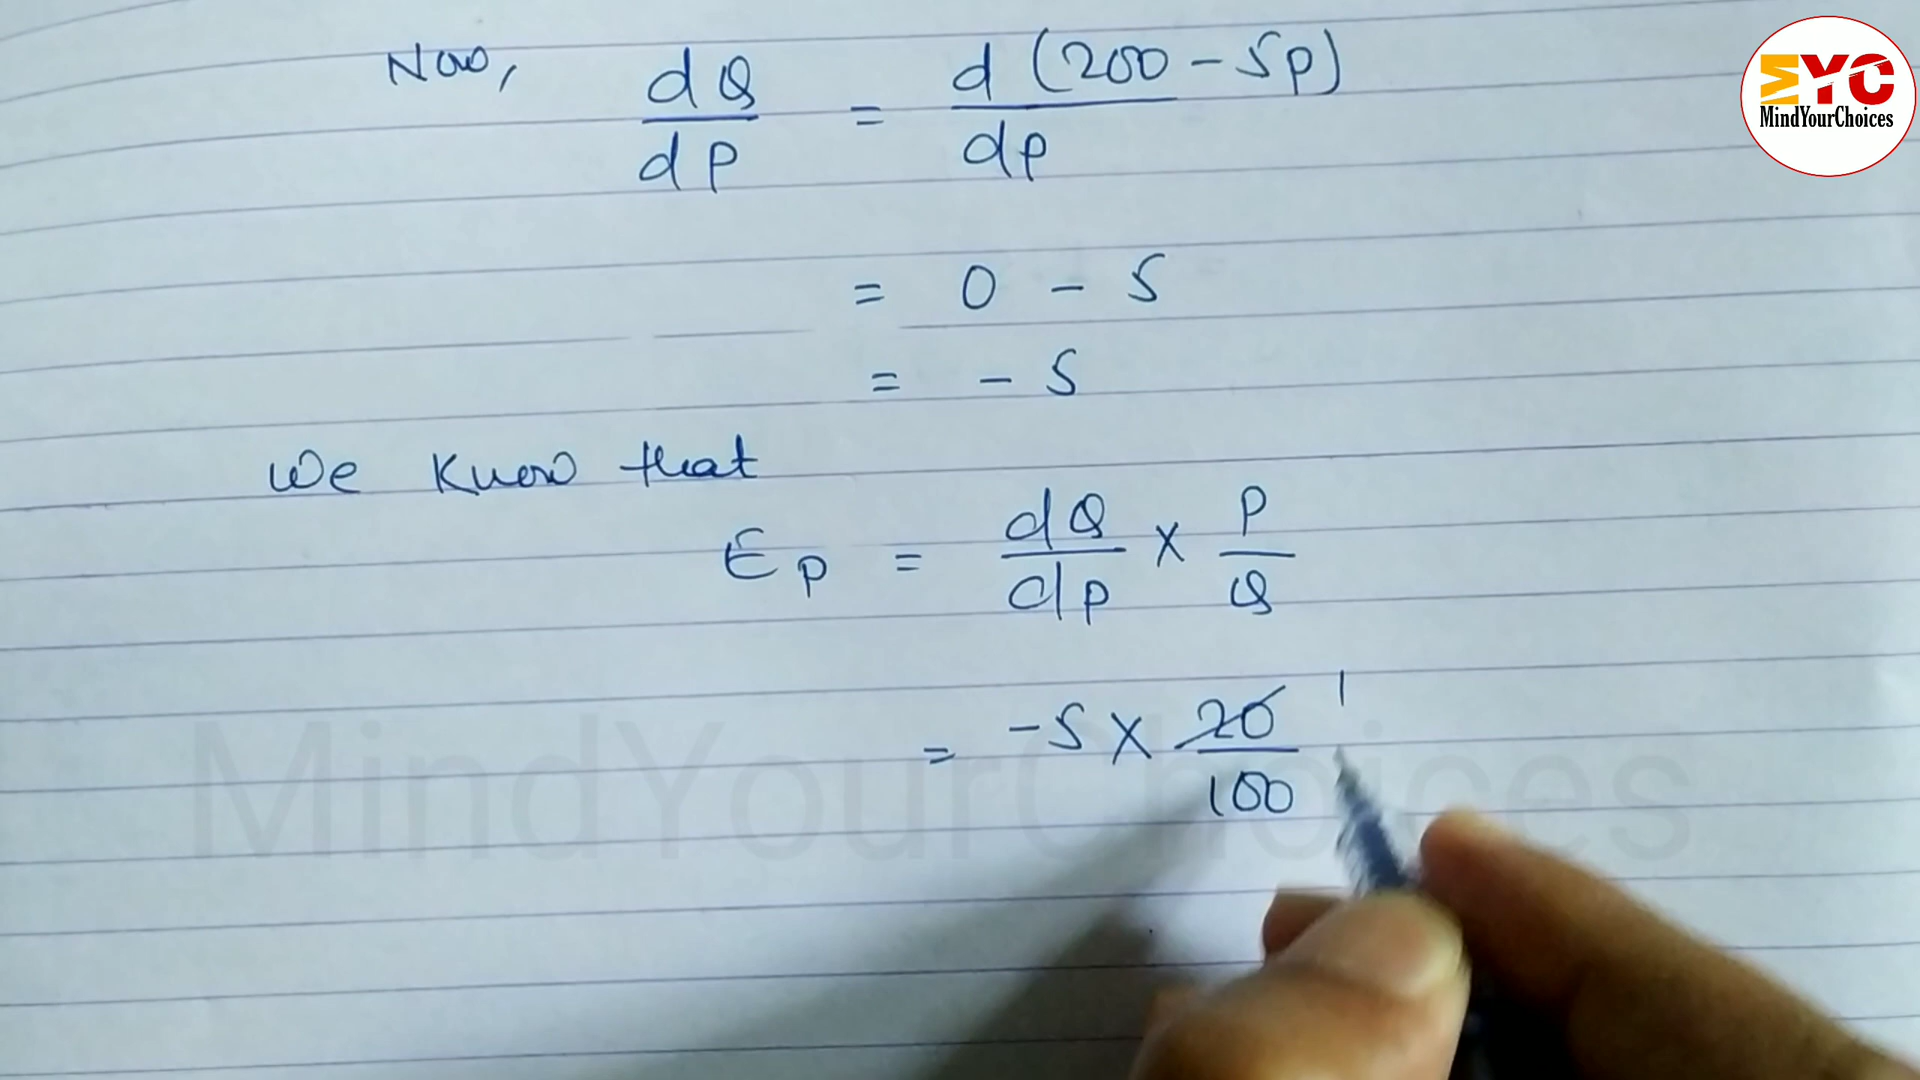 Now, dQ/dP = d(200 - 5P)/dP
= 0 - 5
= - 5
We Know that
EP = dQ/dP × P/Q
= -5 × 20/100 1
MYC
MindYourChoices
MindYourChoices